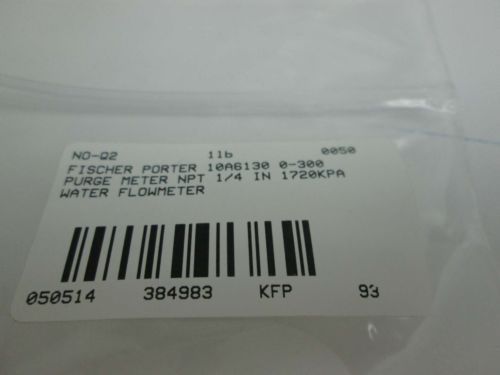 NO-Q2 1lb 0050
FISCHER PORTER 10A6130 0-300
PURGE METER NPT 1/4 IN 1720KPA
WATER FLOWMETER
050514 384983 KFP 93